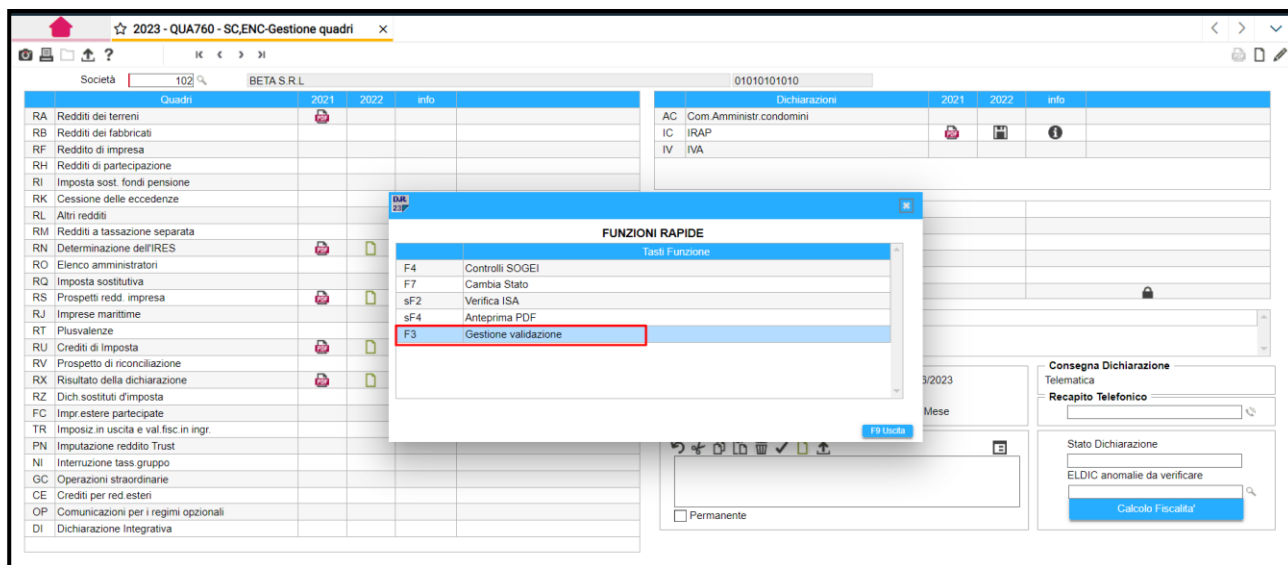 2023 - QUA760 - SC,ENC-Gestione quadri ×
?
Società 102 BETA S.R.L 01010101010
Quadri 2021 2022 info
RA Redditi dei terreni
RB Redditi dei fabbricati
RF Reddito di impresa
RH Redditi di partecipazione
RI Imposta sost. fondi pensione
RK Cessione delle eccedenze
RL Altri redditi
RM Redditi a tassazione separata
RN Determinazione dell'IRES
RO Elenco amministratori
RQ Imposta sostitutiva
RS Prospetti redd. impresa
RJ Imprese marittime
RT Plusvalenze
RU Crediti di Imposta
RV Prospetto di riconciliazione
RX Risultato della dichiarazione
RZ Dich.sostituti d'imposta
FC Impr.estere partecipate
TR Imposiz.in uscita e val.fisc.in ingr.
PN Imputazione reddito Trust
NI Interruzione tass.gruppo
GC Operazioni straordinarie
CE Crediti per red.esteri
OP Comunicazioni per i regimi opzionali
DI Dichiarazione Integrativa
Dichiarazioni 2021 2022 info
AC Com.Amministr.condomini
IC IRAP
IV IVA
D.R.
23
FUNZIONI RAPIDE
Tasti Funzione
F4 Controlli SOGEI
F7 Cambia Stato
sF2 Verifica ISA
sF4 Anteprima PDF
F3 Gestione validazione
F9 Uscita
/2023
Mese
Consegna Dichiarazione
Telematica
Recapito Telefonico
Permanente
Stato Dichiarazione
ELDIC anomalie da verificare
Calcolo Fiscalita'